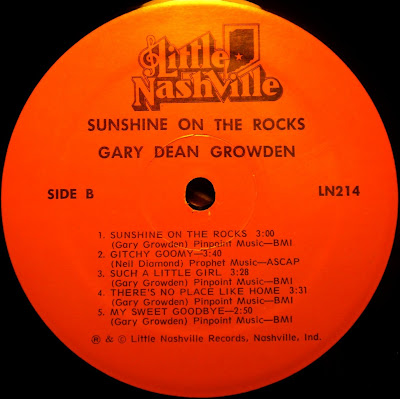 Little
Nashville
SUNSHINE ON THE ROCKS
GARY DEAN GROWDEN
SIDE B
LN214
1. SUNSHINE ON THE ROCKS 3:00
(Gary Growden) Pinpoint Music—BMI
2. GITCHY GOOMY—3:40
(Neil Diamond) Prophet Music—ASCAP
3. SUCH A LITTLE GIRL 3:28
(Gary Growden) Pinpoint Music—BMI
4. THERE'S NO PLACE LIKE HOME 3:31
(Gary Growden) Pinpoint Music—BMI
5. MY SWEET GOODBYE—2:50
(Gary Growden) Pinpoint Music—BMI
℗ & © Little Nashville Records, Nashville, Ind.